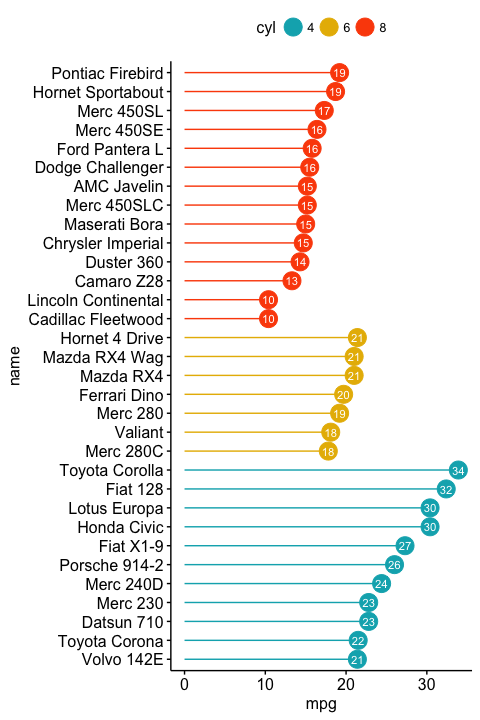 cyl 4 6 8
Pontiac Firebird 19
Hornet Sportabout 19
Merc 450SL 17
Merc 450SE 16
Ford Pantera L 16
Dodge Challenger 16
AMC Javelin 15
Merc 450SLC 15
Maserati Bora 15
Chrysler Imperial 15
Duster 360 14
Camaro Z28 13
Lincoln Continental 10
Cadillac Fleetwood 10
Hornet 4 Drive 21
Mazda RX4 Wag 21
Mazda RX4 21
Ferrari Dino 20
Merc 280 19
Valiant 18
Merc 280C 18
Toyota Corolla 34
Fiat 128 32
Lotus Europa 30
Honda Civic 30
Fiat X1-9 27
Porsche 914-2 26
Merc 240D 24
Merc 230 23
Datsun 710 23
Toyota Corona 22
Volvo 142E 21
name
0 10 20 30
mpg